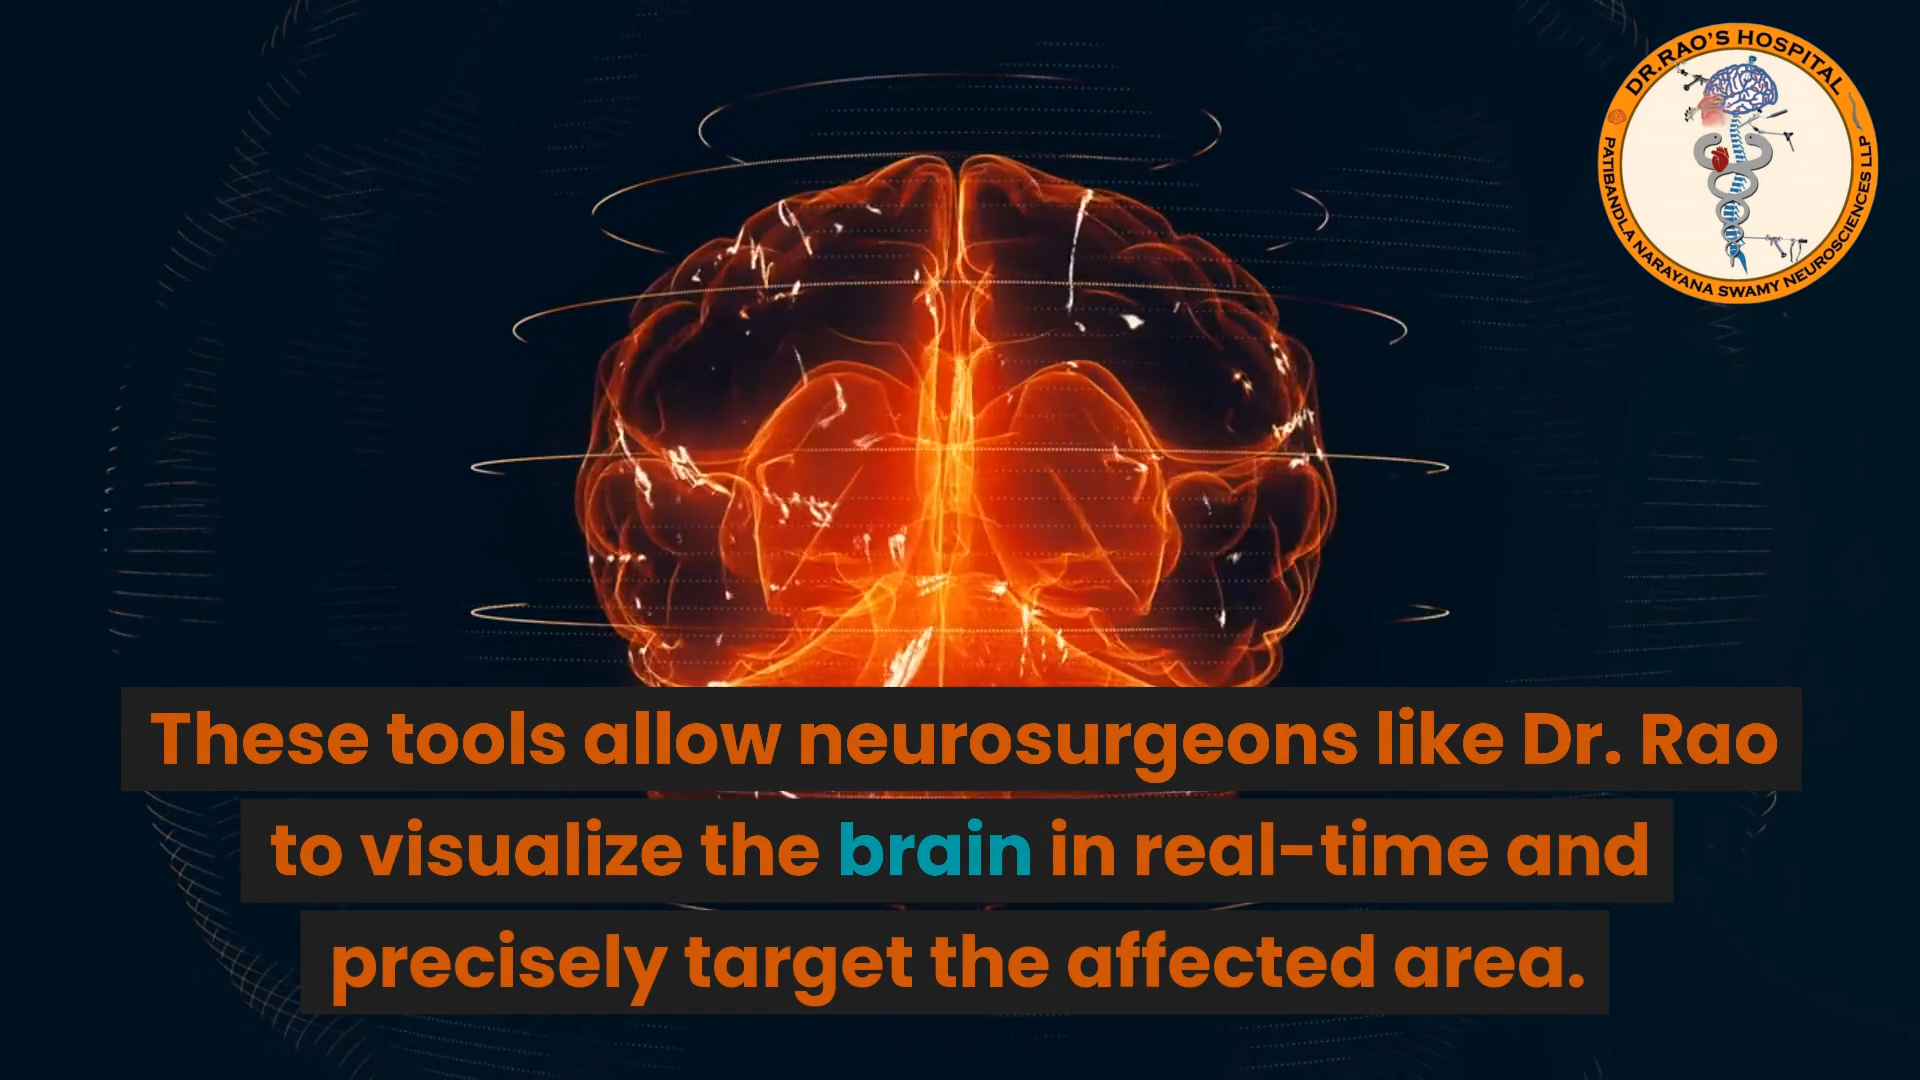 DR.RAO'S HOSPITAL
PATIBANDLA NARAYANA SWAMY NEUROSCIENCES LLP
These tools allow neurosurgeons like Dr. Rao
to visualize the brain in real-time and
precisely target the affected area.